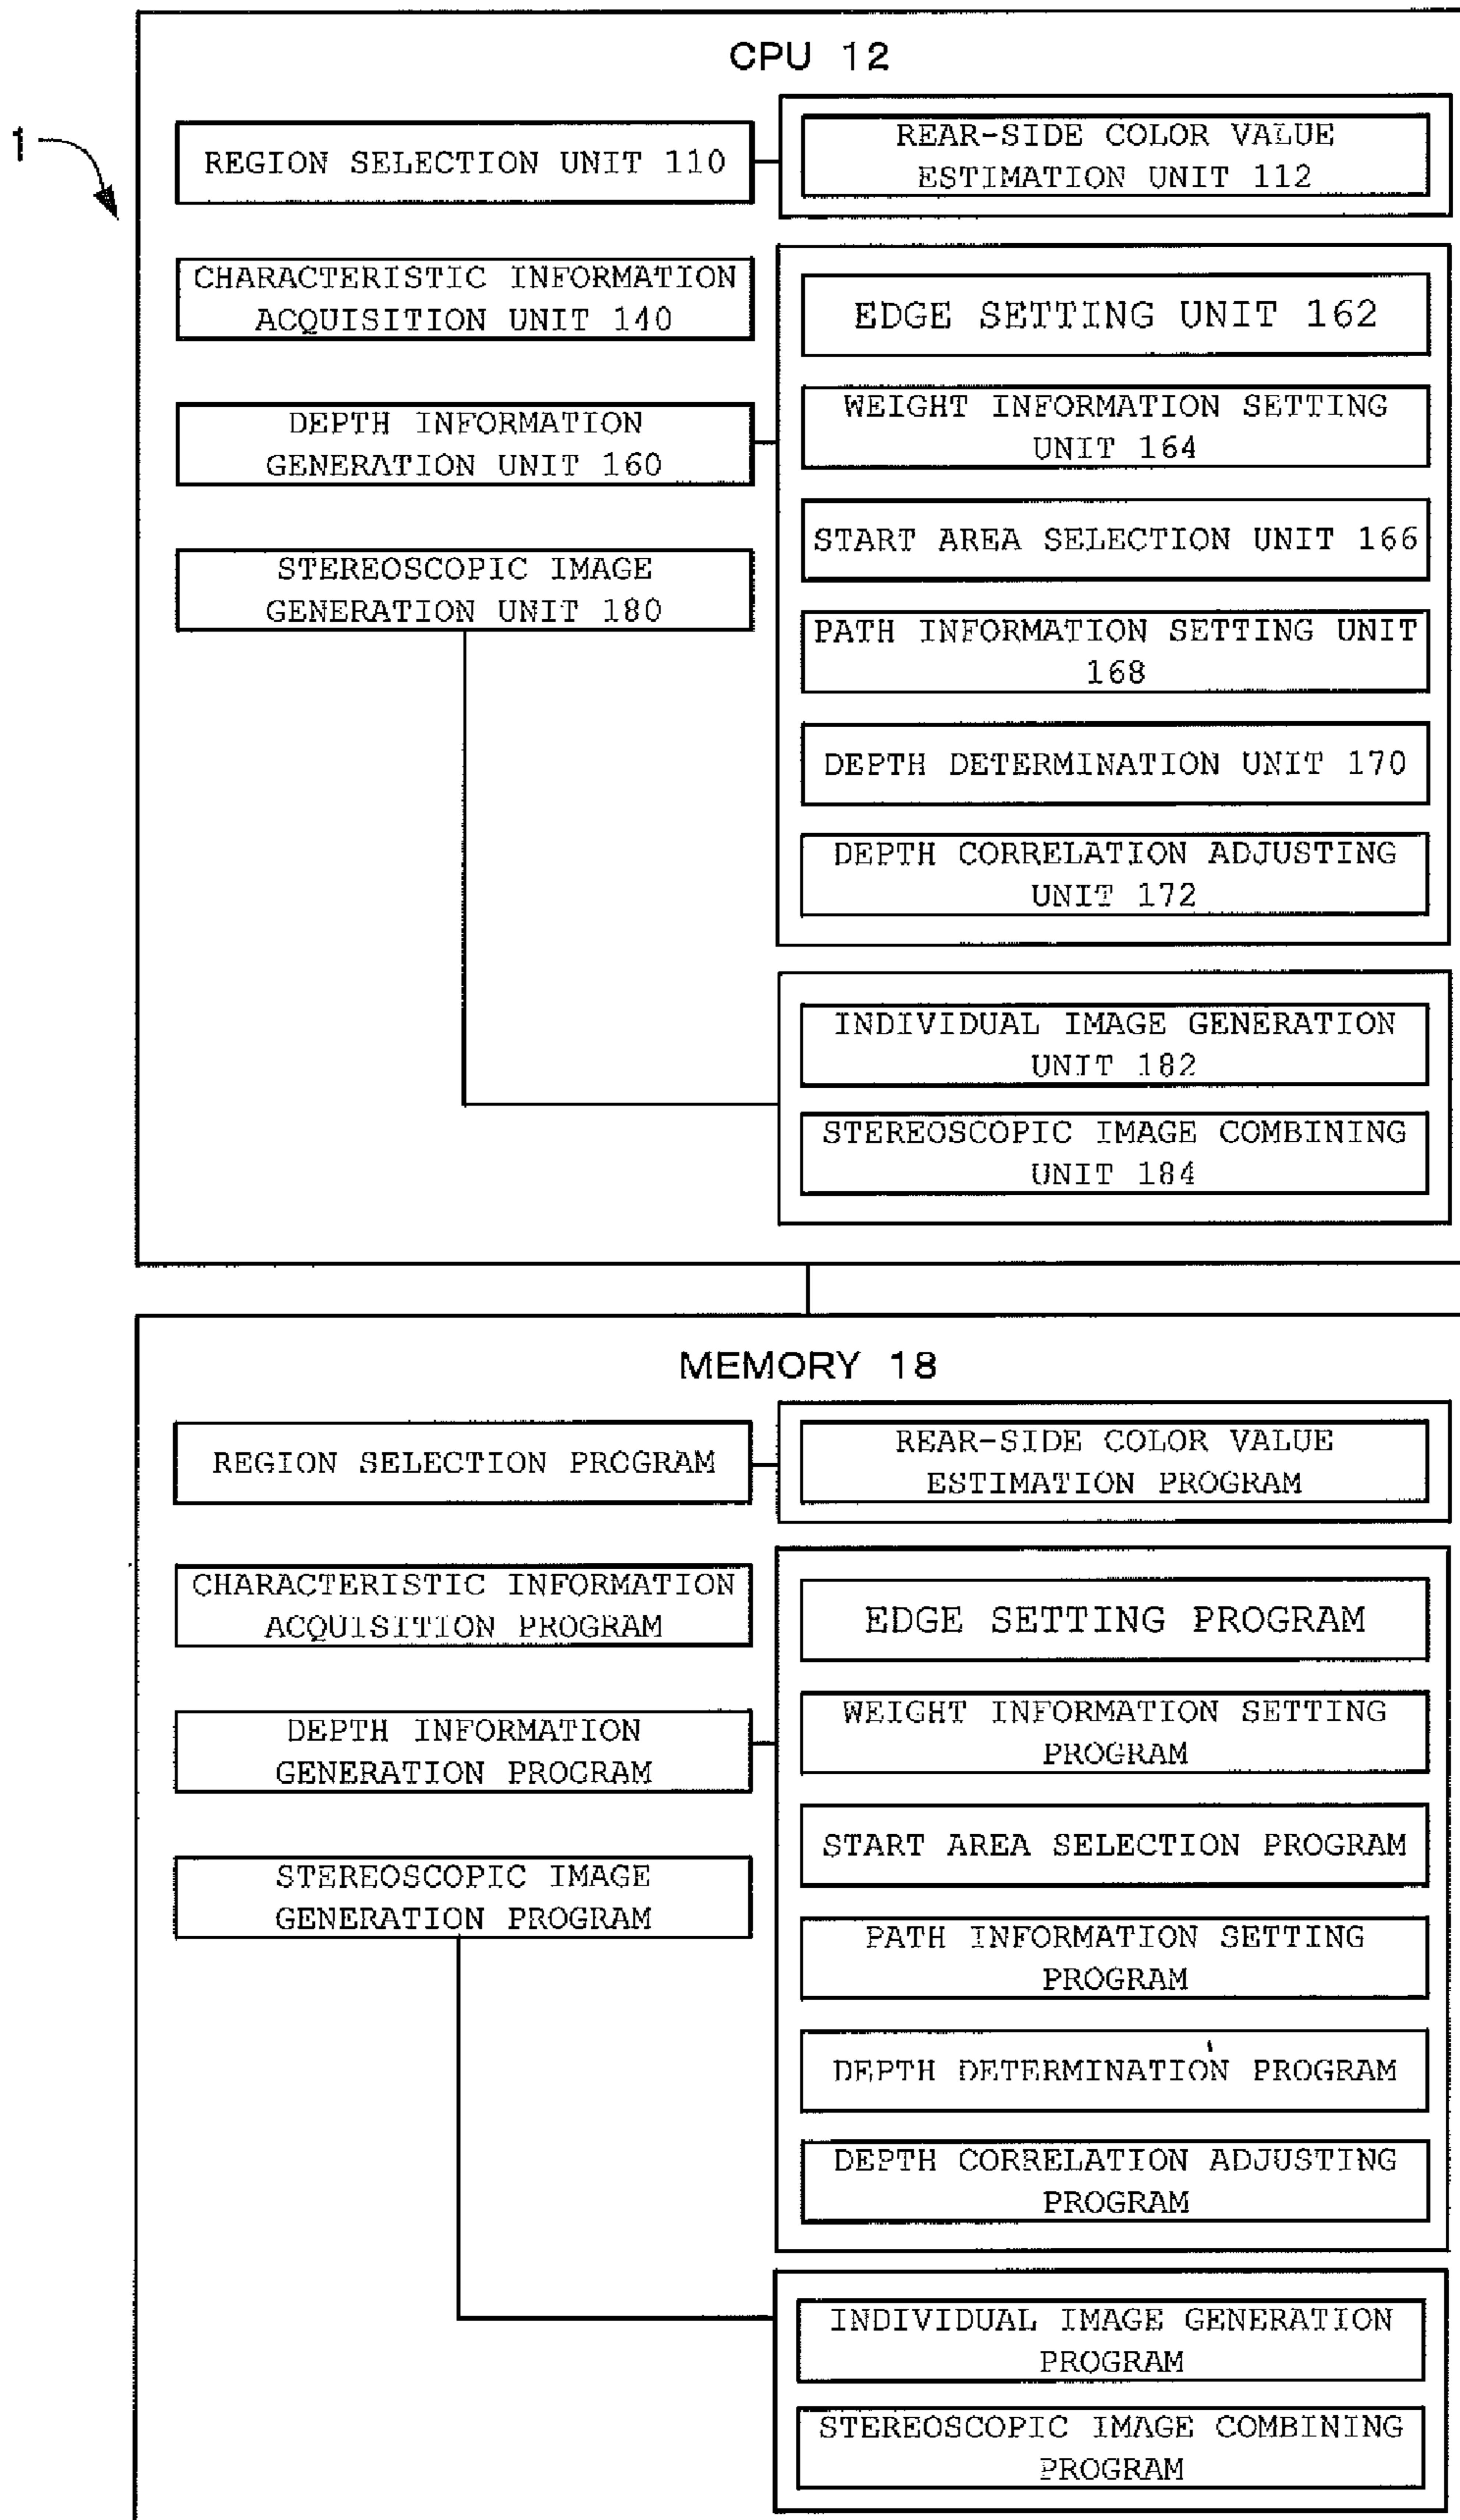 CPU 12
1
REGION SELECTION UNIT 110
REAR-SIDE COLOR VALUE
ESTIMATION UNIT 112
CHARACTERISTIC INFORMATION
ACQUISITION UNIT 140
DEPTH INFORMATION
GENERATION UNIT 160
STEREOSCOPIC IMAGE
GENERATION UNIT 180
EDGE SETTING UNIT 162
WEIGHT INFORMATION SETTING
UNIT 164
START AREA SELECTION UNIT 166
PATH INFORMATION SETTING UNIT
168
DEPTH DETERMINATION UNIT 170
DEPTH CORRELATION ADJUSTING
UNIT 172
INDIVIDUAL IMAGE GENERATION
UNIT 182
STEREOSCOPIC IMAGE COMBINING
UNIT 184
MEMORY 18
REGION SELECTION PROGRAM
REAR-SIDE COLOR VALUE
ESTIMATION PROGRAM
CHARACTERISTIC INFORMATION
ACQUISITION PROGRAM
DEPTH INFORMATION
GENERATION PROGRAM
STEREOSCOPIC IMAGE
GENERATION PROGRAM
EDGE SETTING PROGRAM
WEIGHT INFORMATION SETTING
PROGRAM
START AREA SELECTION PROGRAM
PATH INFORMATION SETTING
PROGRAM
DEPTH DETERMINATION PROGRAM
DEPTH CORRELATION ADJUSTING
PROGRAM
INDIVIDUAL IMAGE GENERATION
PROGRAM
STEREOSCOPIC IMAGE COMBINING
PROGRAM